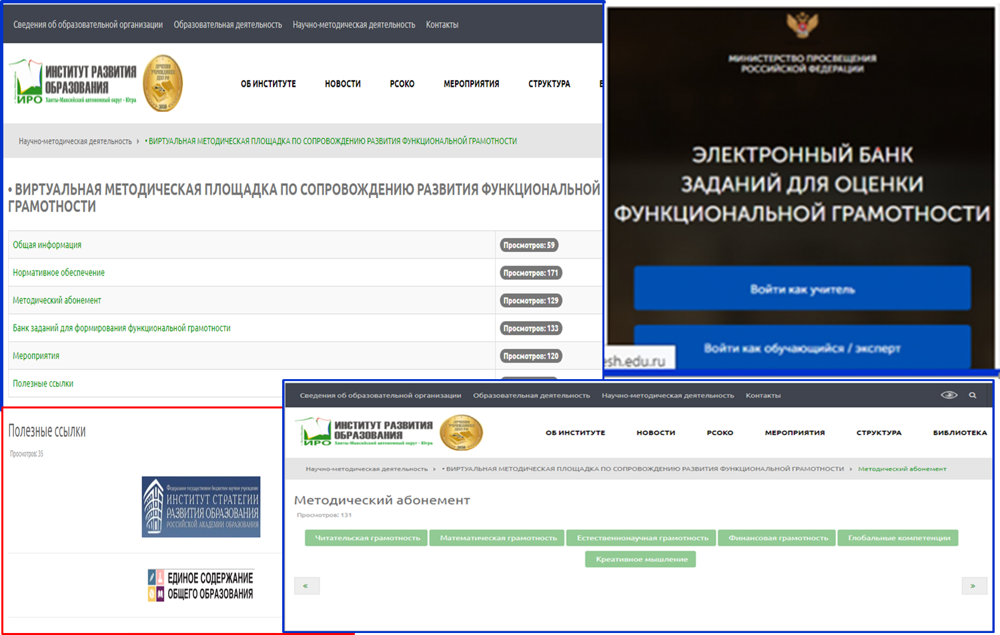 Сведения об образовательной организации Образовательная деятельность Научно-методическая деятельность Контакты
ИНСТИТУТ РАЗВИТИЯ
ОБРАЗОВАНИЯ
ИРО Ханты-Мансийский автономный округ - Югра
ЛУЧШЕЕ
УЧРЕЖДЕНИЕ
ДПО РФ
2020
ОБ ИНСТИТУТЕ НОВОСТИ РСОКО МЕРОПРИЯТИЯ СТРУКТУРА
Научно-методическая деятельность • ВИРТУАЛЬНАЯ МЕТОДИЧЕСКАЯ ПЛОЩАДКА ПО СОПРОВОЖДЕНИЮ РАЗВИТИЯ ФУНКЦИОНАЛЬНОЙ ГРАМОТНОСТИ
• ВИРТУАЛЬНАЯ МЕТОДИЧЕСКАЯ ПЛОЩАДКА ПО СОПРОВОЖДЕНИЮ РАЗВИТИЯ ФУНКЦИОНАЛЬНОЙ
ГРАМОТНОСТИ
Общая информация Просмотров: 59
Нормативное обеспечение Просмотров: 171
Методический абонемент Просмотров: 129
Банк заданий для формирования функциональной грамотности Просмотров: 133
Мероприятия Просмотров: 120
Полезные ссылки
МИНИСТЕРСТВО ПРОСВЕЩЕНИЯ
РОССИЙСКОЙ ФЕДЕРАЦИИ
ЭЛЕКТРОННЫЙ БАНК
ЗАДАНИЙ ДЛЯ ОЦЕНКИ
ФУНКЦИОНАЛЬНОЙ ГРАМОТНОСТИ
Войти как учитель
Войти как обучающийся / эксперт
esh.edu.ru
Полезные ссылки
Просмотров: 35
Федеральное государственное бюджетное научное учреждение
ИНСТИТУТ СТРАТЕГИИ
РАЗВИТИЯ ОБРАЗОВАНИЯ
РОССИЙСКОЙ АКАДЕМИИ ОБРАЗОВАНИЯ
ЕДИНОЕ СОДЕРЖАНИЕ
ОБЩЕГО ОБРАЗОВАНИЯ
Сведения об образовательной организации Образовательная деятельность Научно-методическая деятельность Контакты
ИНСТИТУТ РАЗВИТИЯ
ОБРАЗОВАНИЯ
ИРО Ханты-Мансийский автономный округ - Югра
ОБ ИНСТИТУТЕ НОВОСТИ РСОКО МЕРОПРИЯТИЯ СТРУКТУРА БИБЛИОТЕКА
Научно-методическая деятельность • ВИРТУАЛЬНАЯ МЕТОДИЧЕСКАЯ ПЛОЩАДКА ПО СОПРОВОЖДЕНИЮ РАЗВИТИЯ ФУНКЦИОНАЛЬНОЙ ГРАМОТНОСТИ Методический абонемент
Методический абонемент
Просмотров: 131
Читательская грамотность Математическая грамотность Естественнонаучная грамотность Финансовая грамотность Глобальные компетенции
Креативное мышление
« »